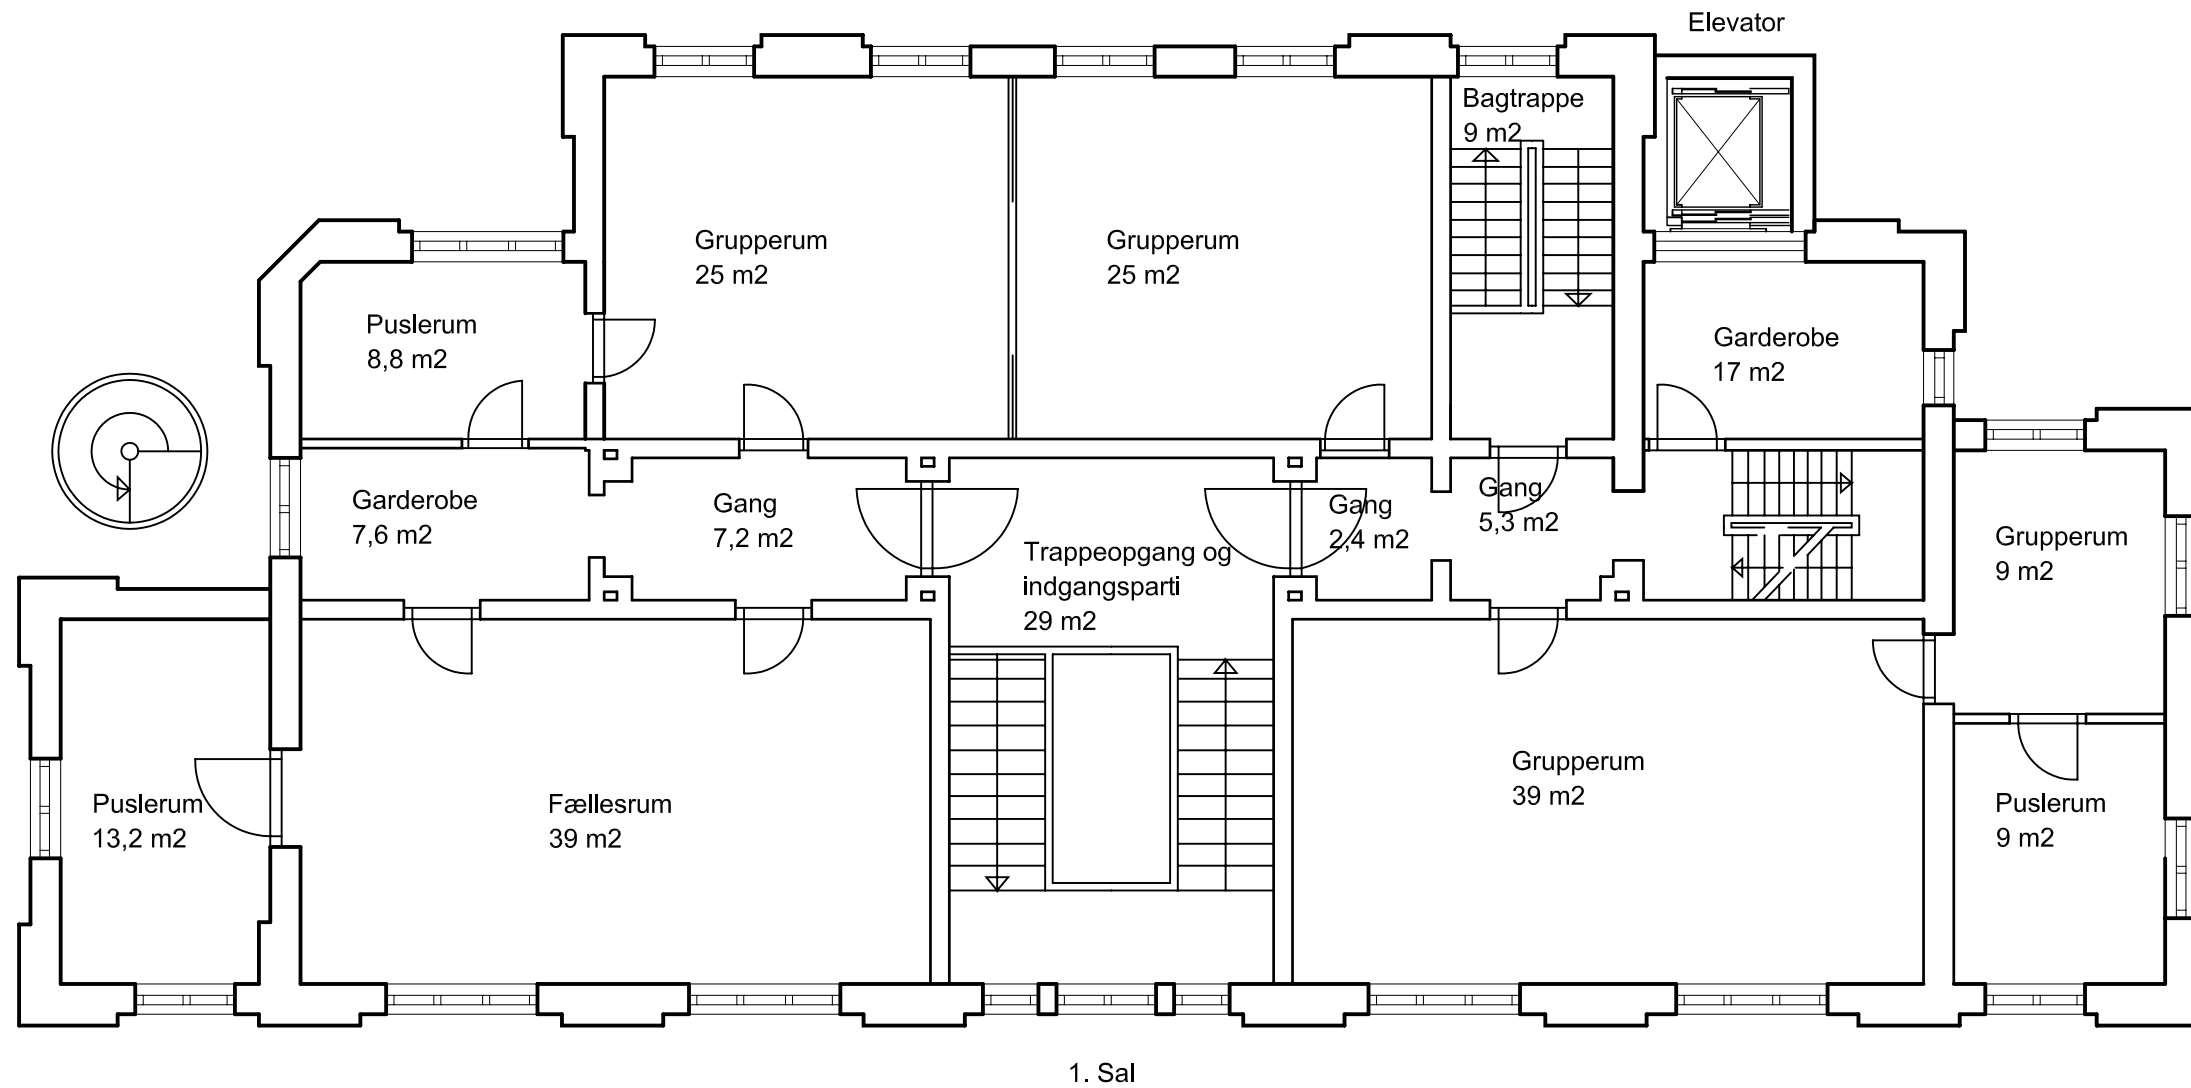 Elevator
Bagtrappe
9 m2
Grupperum
25 m2
Grupperum
25 m2
Puslerum
8,8 m2
Garderobe
17 m2
Garderobe
7,6 m2
Gang
7,2 m2
Gang
2,4 m2
Gang
5,3 m2
Trappeopgang og
indgangsparti
29 m2
Grupperum
9 m2
Puslerum
13,2 m2
Fællesrum
39 m2
Grupperum
39 m2
Puslerum
9 m2
1. Sal